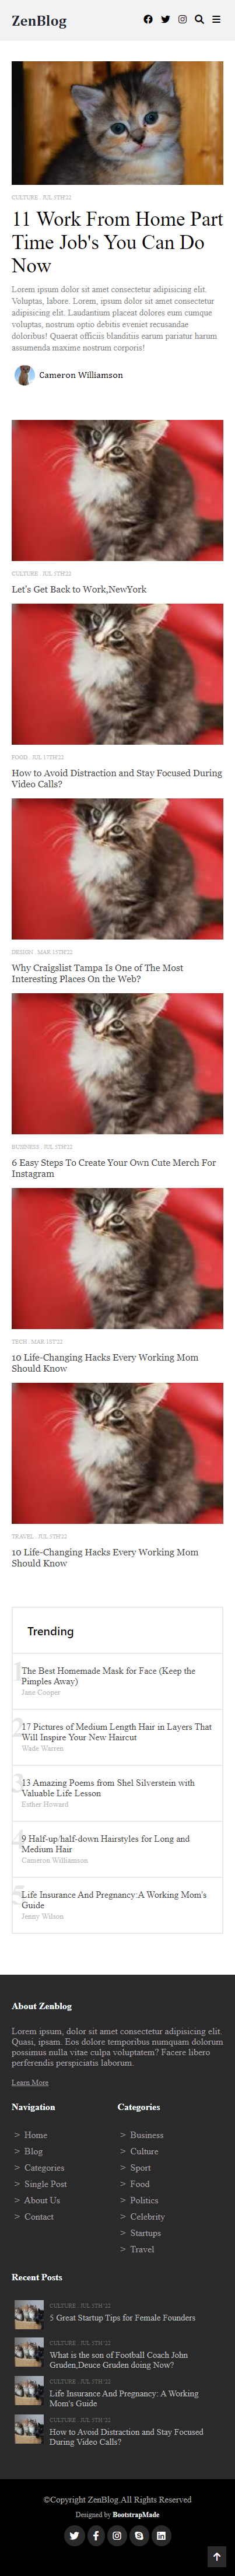 ZenBlog
CULTURE . JUL 5TH'22
11 Work From Home Part
Time Job's You Can Do
Now
Lorem ipsum dolor sit amet consectetur adipisicing elit.
Voluptas, labore. Lorem, ipsum dolor sit amet consectetur
adipisicing elit. Laudantium placeat dolores eum cumque
voluptas, nostrum optio debitis eveniet recusandae
doloribus! Quaerat officiis blanditiis earum pariatur harum
assumenda maxime nostrum corporis!
Cameron Williamson
CULTURE . JUL 5TH'22
Let's Get Back to Work,NewYork
FOOD . JUL 17TH'22
How to Avoid Distraction and Stay Focused During
Video Calls?
DESIGN . MAR 15TH'22
Why Craigslist Tampa Is One of The Most
Interesting Places On the Web?
BUSINESS . JUL 5TH'22
6 Easy Steps To Create Your Own Cute Merch For
Instagram
TECH . MAR 1ST'22
10 Life-Changing Hacks Every Working Mom
Should Know
TRAVEL . JUL 5TH'22
10 Life-Changing Hacks Every Working Mom
Should Know
Trending
1
The Best Homemade Mask for Face (Keep the
Pimples Away)
Jane Cooper
2
17 Pictures of Medium Length Hair in Layers That
Will Inspire Your New Haircut
Wade Warren
3
13 Amazing Poems from Shel Silverstein with
Valuable Life Lesson
Esther Howard
4
9 Half-up/half-down Hairstyles for Long and
Medium Hair
Cameron Williamson
5
Life Insurance And Pregnancy:A Working Mom's
Guide
Jenny Wilson
About Zenblog
Lorem ipsum, dolor sit amet consectetur adipisicing elit.
Quasi, ipsam. Eos dolore temporibus numquam dolorum
possimus nulla vitae culpa voluptatem? Facere libero
perferendis perspiciatis laborum.
Learn More
Navigation
> Home
> Blog
> Categories
> Single Post
> About Us
> Contact
Categories
> Business
> Culture
> Sport
> Food
> Politics
> Celebrity
> Startups
> Travel
Recent Posts
CULTURE . JUL 5TH '22
5 Great Startup Tips for Female Founders
CULTURE . JUL 5TH '22
What is the son of Football Coach John
Gruden,Deuce Gruden doing Now?
CULTURE . JUL 5TH '22
Life Insurance And Pregnancy: A Working
Mom's Guide
CULTURE . JUL 5TH '22
How to Avoid Distraction and Stay Focused
During Video Calls?
©Copyright ZenBlog.All Rights Reserved
Designed by BootstrapMade